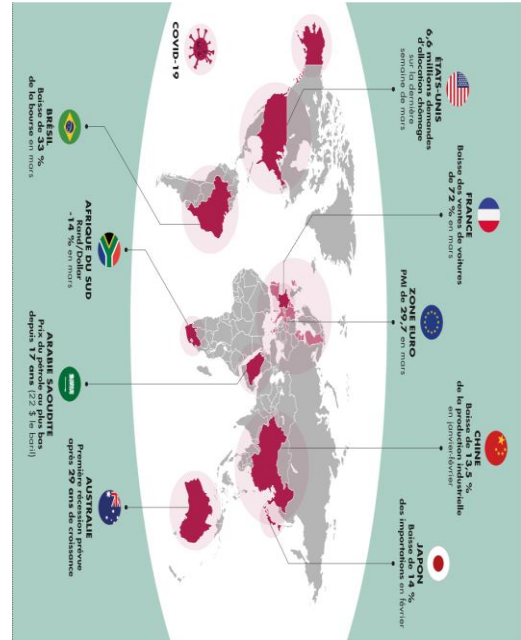 ÉTATS-UNIS
6,6 millions demandes
d'allocation chômage
sur la dernière
semaine de mars
FRANCE
Baisse des ventes de voitures
de 72 % en mars
ZONE EURO
PMI de 29,7 en mars
CHINE
Baisse de 13,5 %
de la production industrielle
en janvier-février
JAPON
Baisse de 14 %
des importations en février
COVID-19
BRÉSIL
Baisse de 33 %
de la bourse en mars
AFRIQUE DU SUD
Rand/Dollar
-14 % en mars
ARABIE SAOUDITE
Prix du pétrole au plus bas
depuis 17 ans (22 $ le baril)
AUSTRALIE
Première récession prévue
après 29 ans de croissance